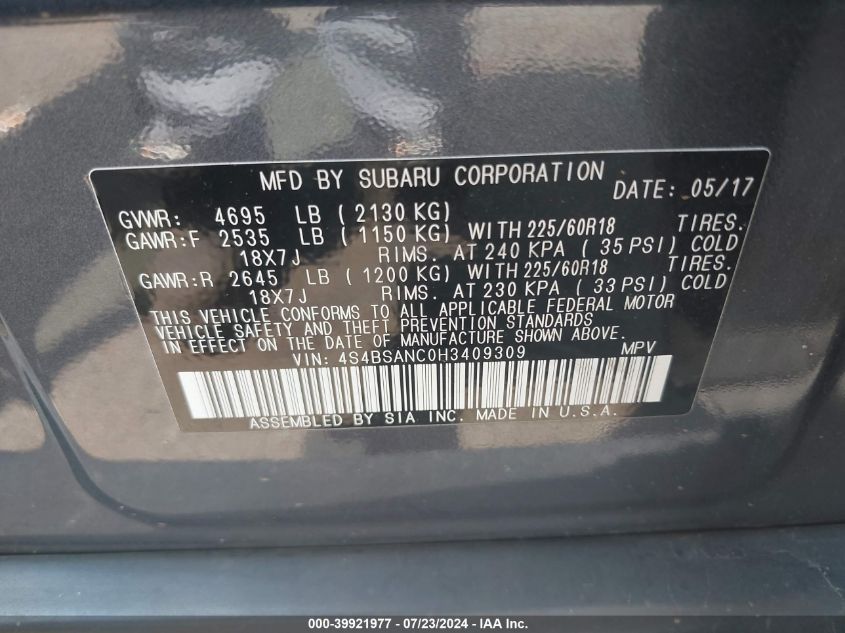 MFD BY SUBARU CORPORATION DATE: 05/17
GVWR: 4695 LB ( 2130 KG)
GAWR:F 2535 LB ( 1150 KG) WITH 225/60R18 TIRES.
18X7J RIMS. AT 240 KPA ( 35 PSI) COLD
GAWR:R 2645 LB ( 1200 KG) WITH 225/60R18 TIRES.
18X7J RIMS. AT 230 KPA ( 33 PSI) COLD
THIS VEHICLE CONFORMS TO ALL APPLICABLE FEDERAL MOTOR
VEHICLE SAFETY AND THEFT PREVENTION STANDARDS
IN EFFECT ON THE DATE OF MANUFACTURE SHOWN ABOVE.
VIN: 4S4BSANC0H3409309 MPV
ASSEMBLED BY SIA INC. MADE IN U.S.A.
000-39921977 - 07/23/2024 - IAA Inc.